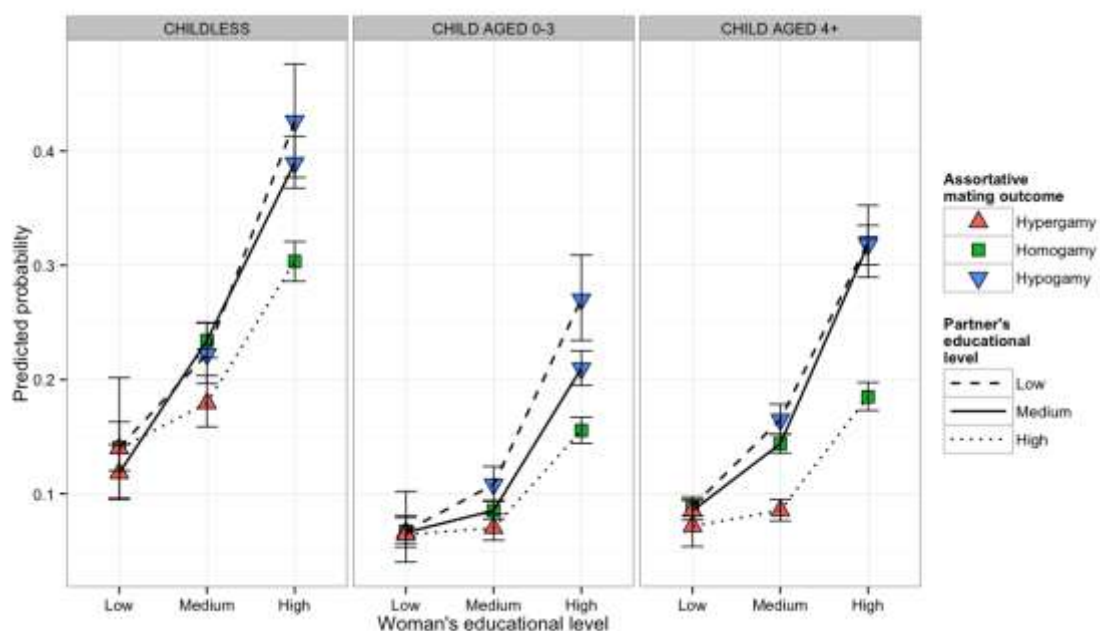 CHILDLESS
CHILD AGED 0-3
CHILD AGED 4+
Predicted probability
0.4
0.3
0.2
0.1
Low Medium High
Low Medium High
Low Medium High
Woman's educational level
Assortative
mating outcome
Hypergamy
Homogamy
Hypogamy
Partner's
educational
level
Low
Medium
High